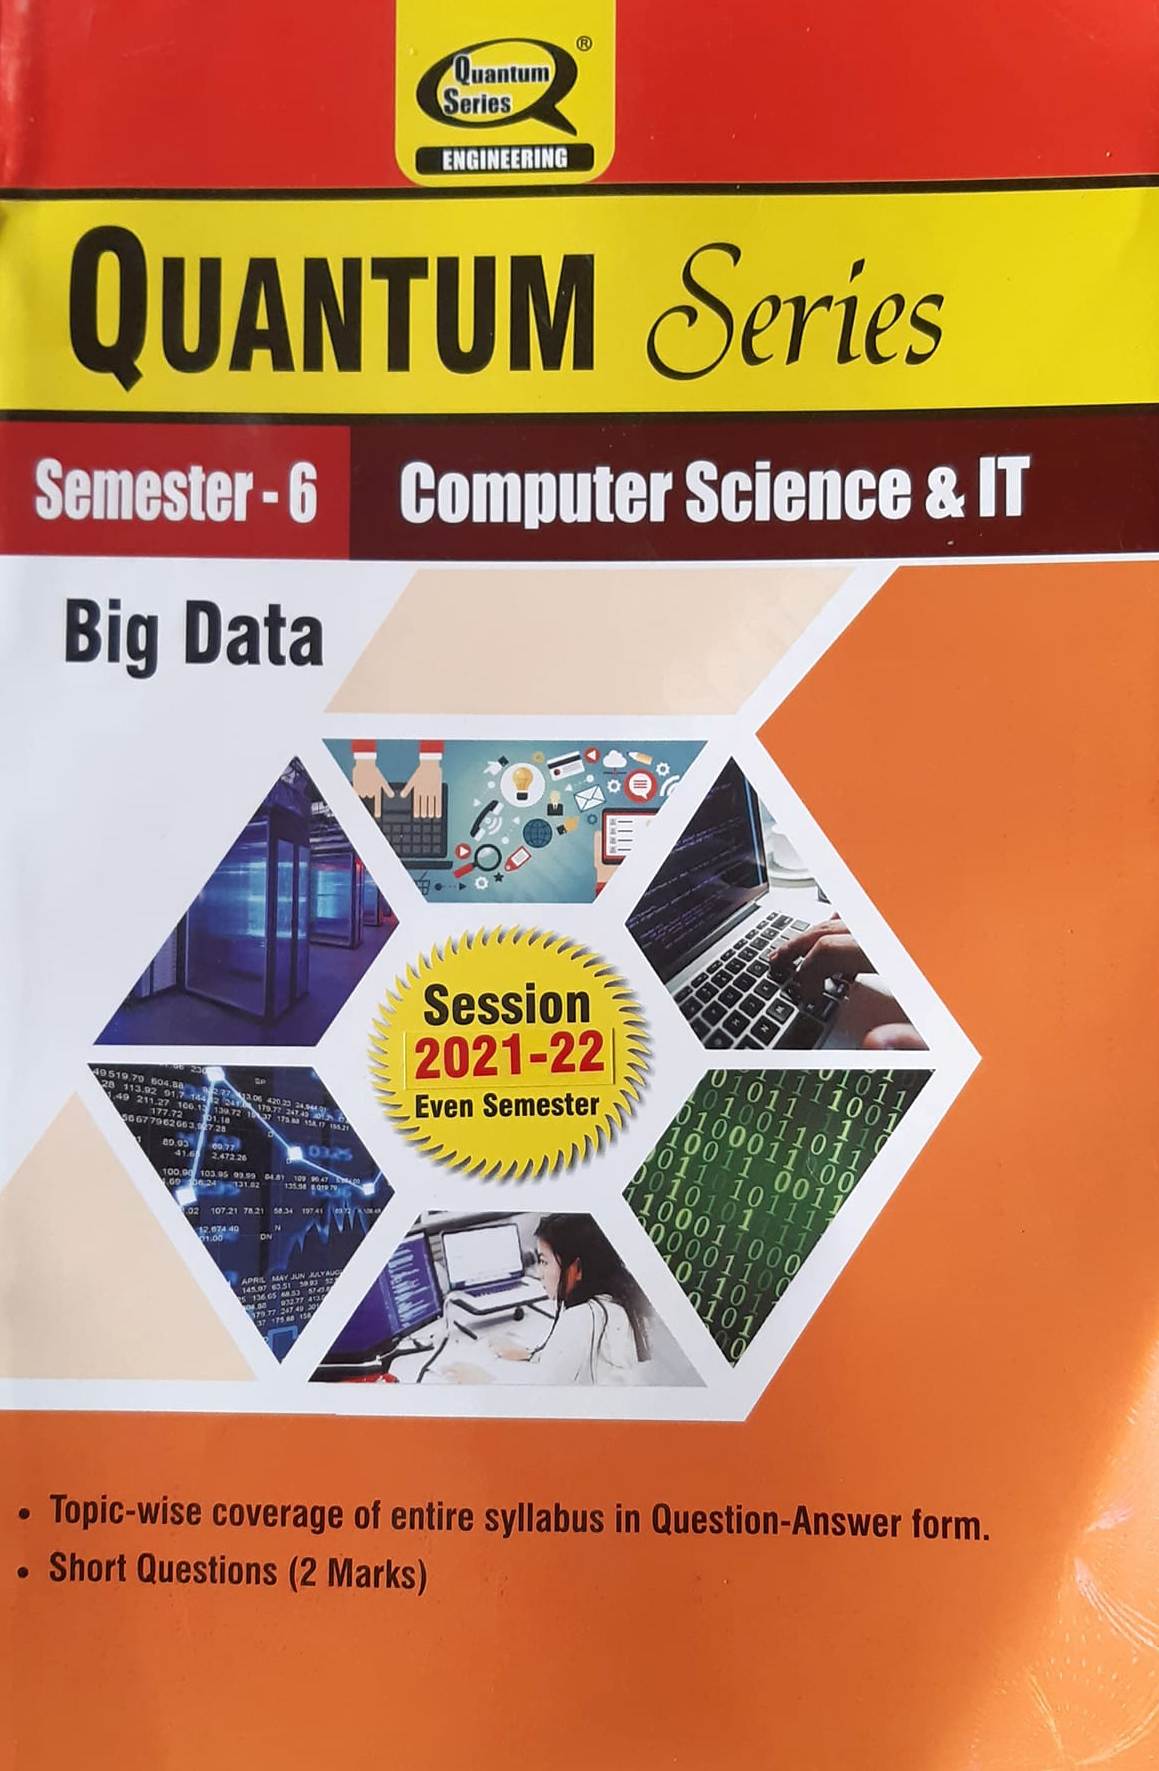 Quantum
Series
®
ENGINEERING
QUANTUM Series
Semester - 6 Computer Science & IT
Big Data
Session
2021-22
Even Semester
• Topic-wise coverage of entire syllabus in Question-Answer form.
• Short Questions (2 Marks)